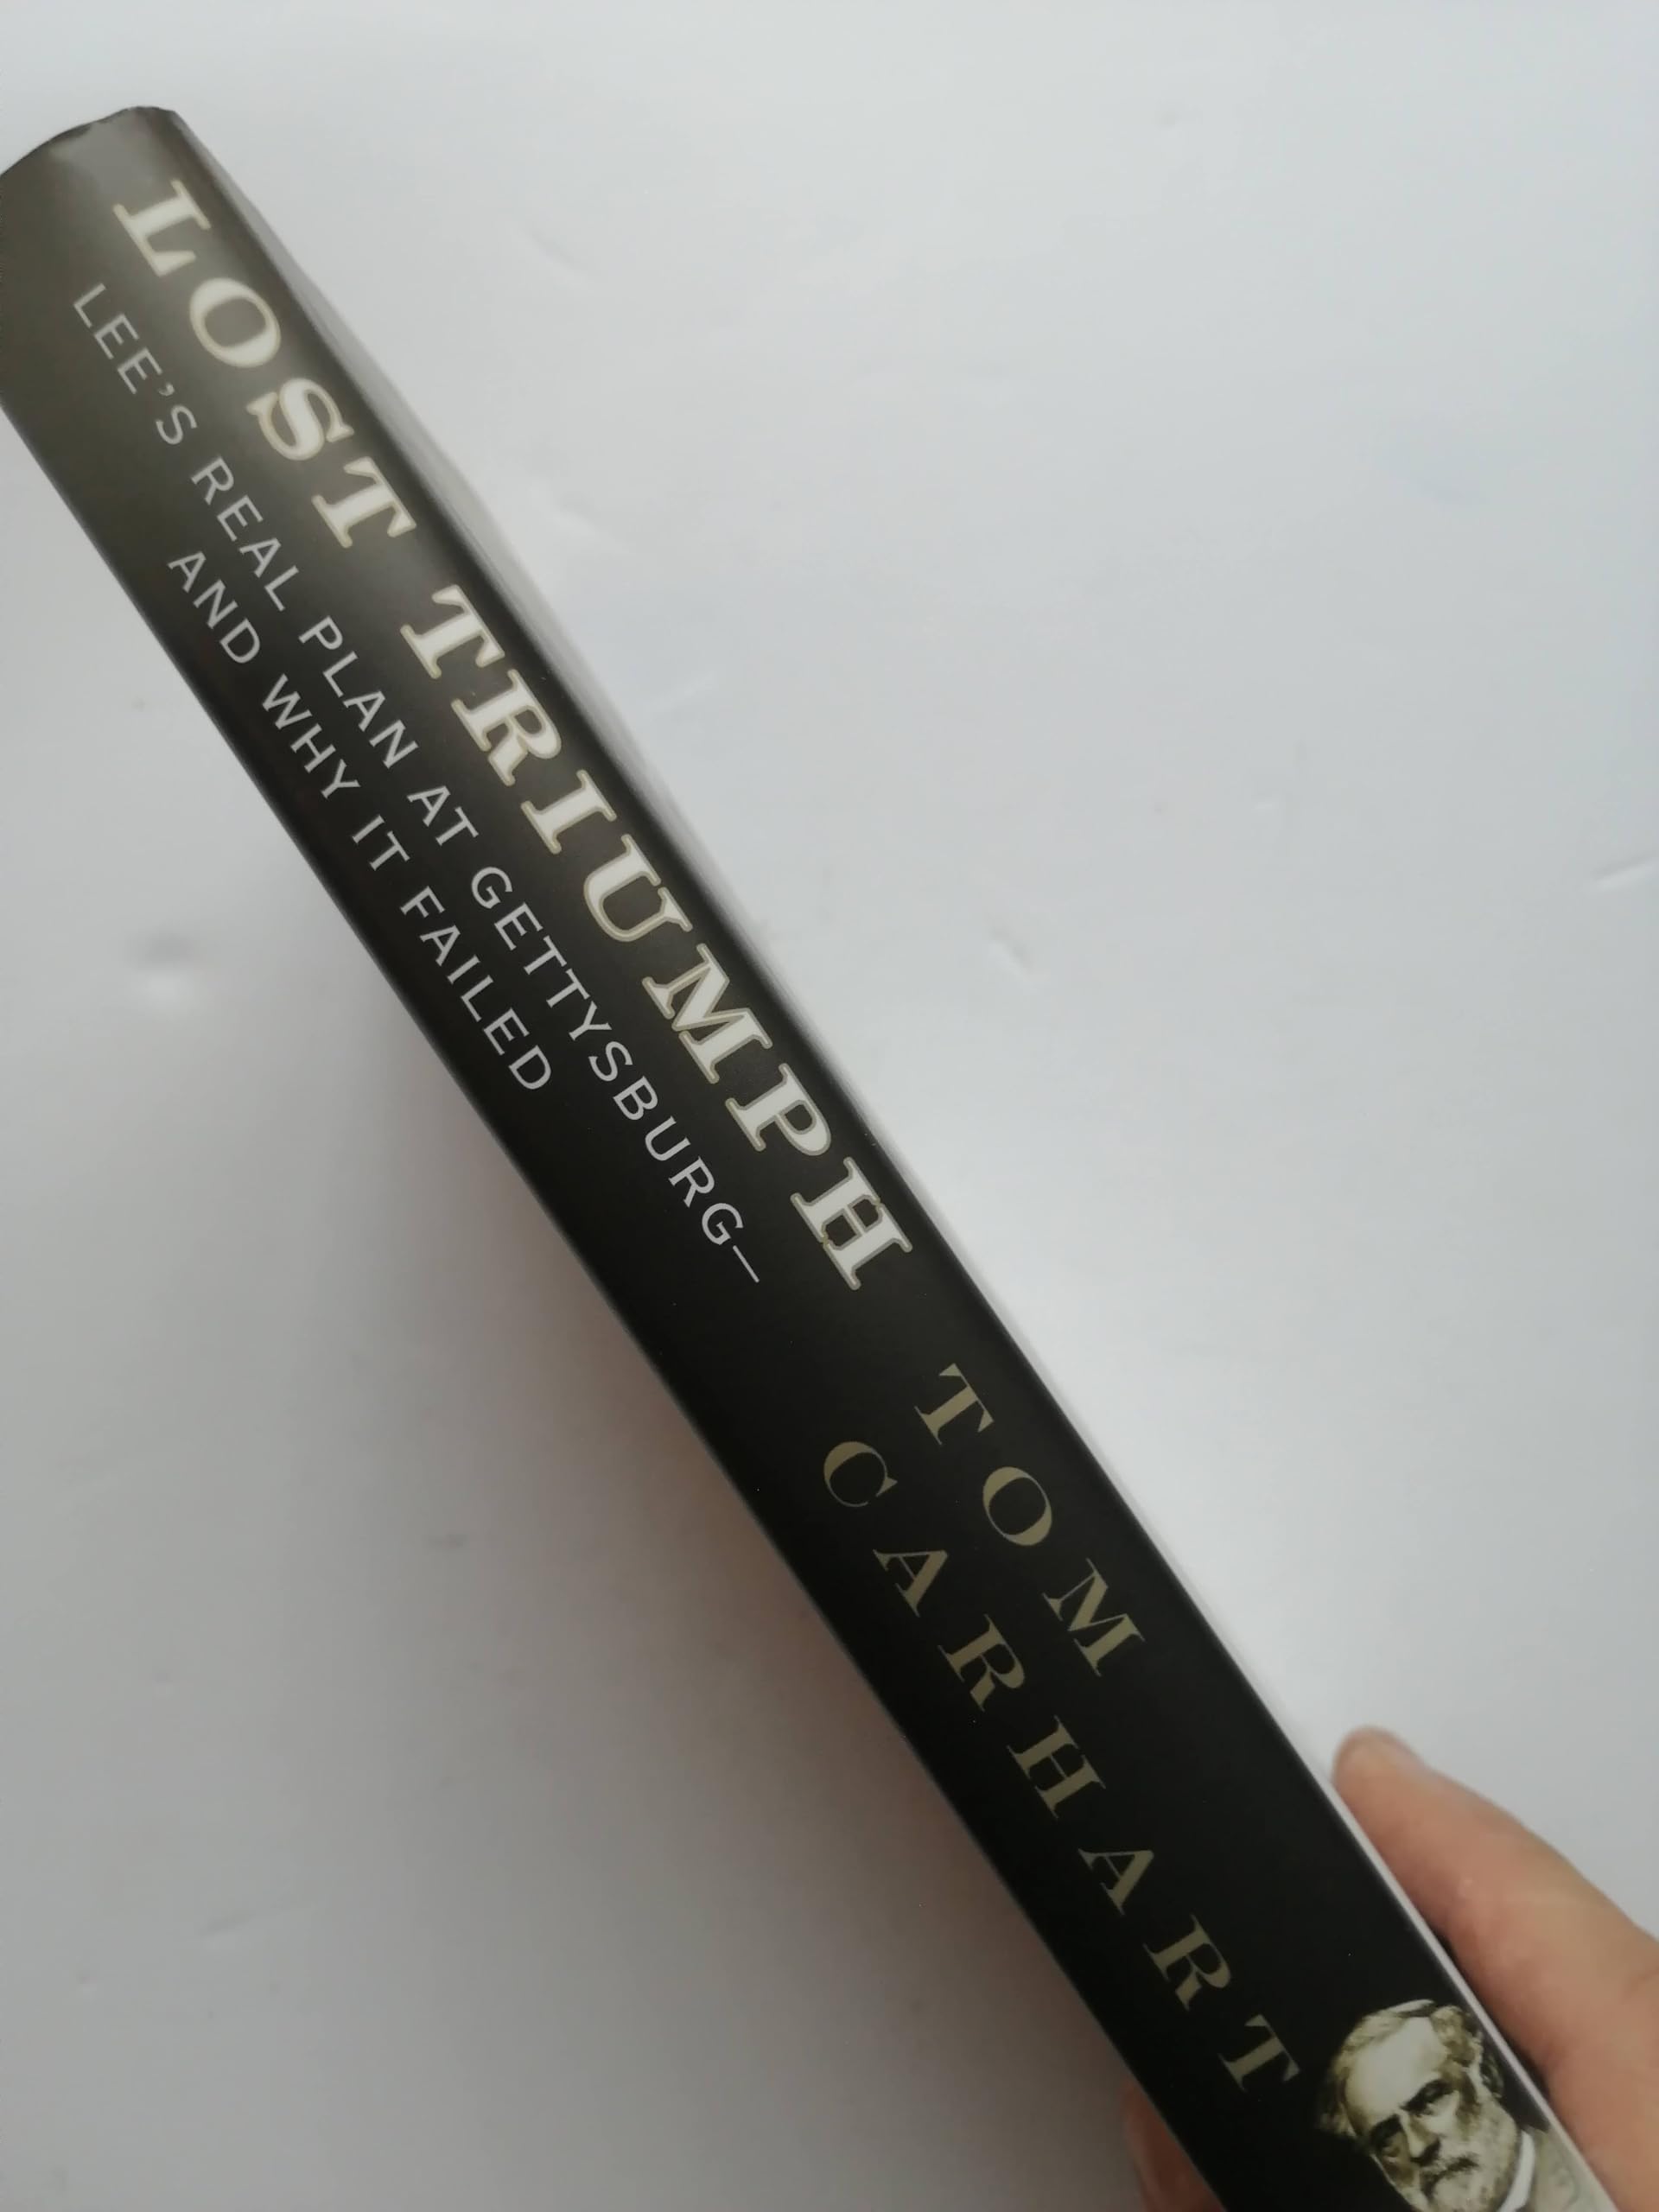 LOST TRIUMPH
LEE'S REAL PLAN AT GETTYSBURG—
AND WHY IT FAILED
TOM
CARHART